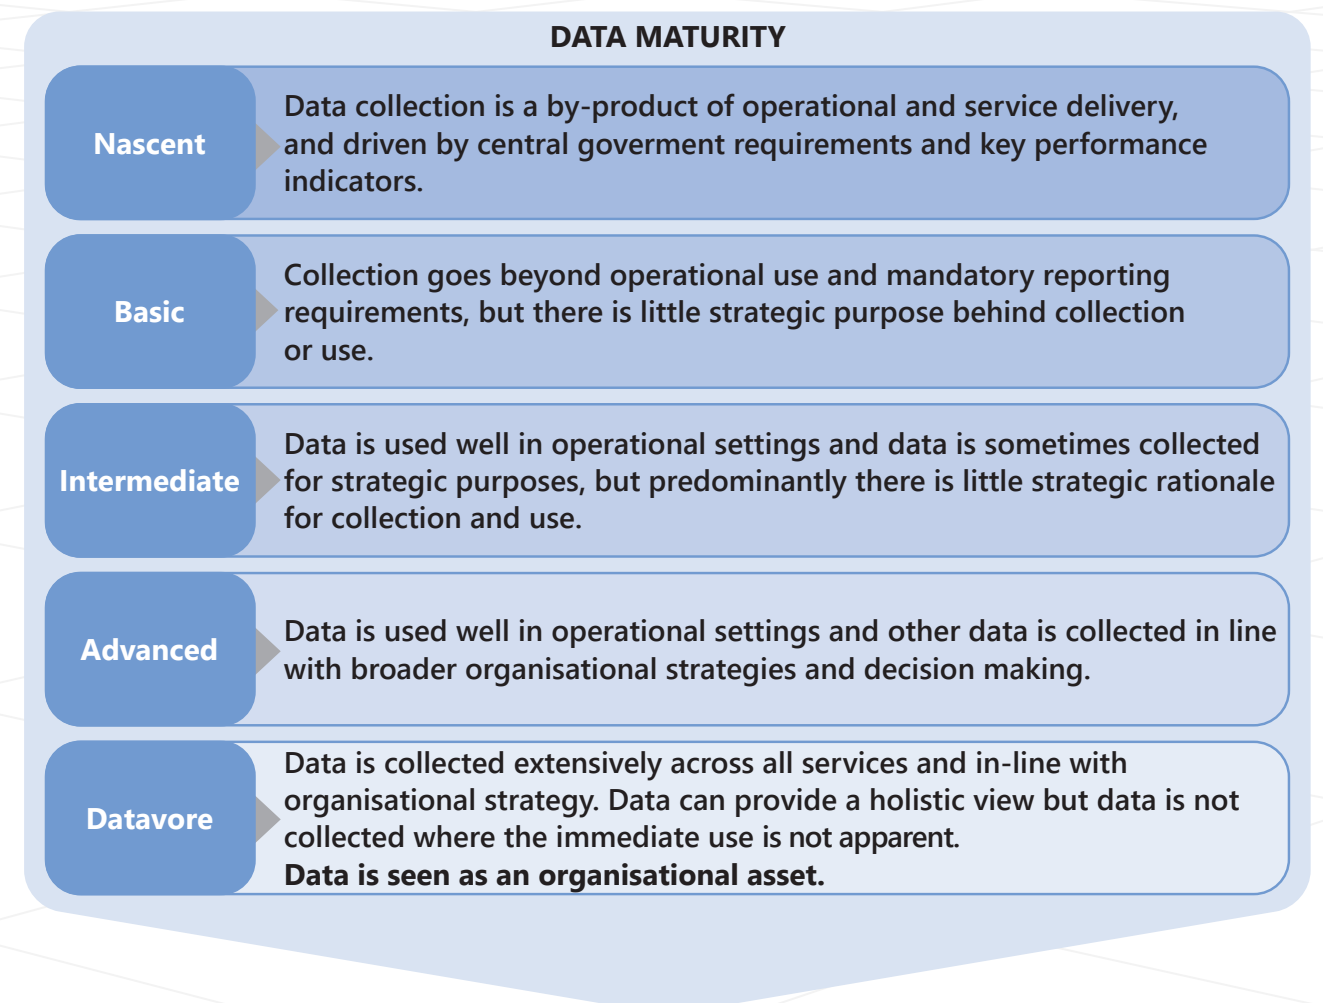 DATA MATURITY
Nascent
Data collection is a by-product of operational and service delivery,
and driven by central goverment requirements and key performance
indicators.
Basic
Collection goes beyond operational use and mandatory reporting
requirements, but there is little strategic purpose behind collection
or use.
Intermediate
Data is used well in operational settings and data is sometimes collected
for strategic purposes, but predominantly there is little strategic rationale
for collection and use.
Advanced
Data is used well in operational settings and other data is collected in line
with broader organisational strategies and decision making.
Datavore
Data is collected extensively across all services and in-line with
organisational strategy. Data can provide a holistic view but data is not
collected where the immediate use is not apparent.
Data is seen as an organisational asset.